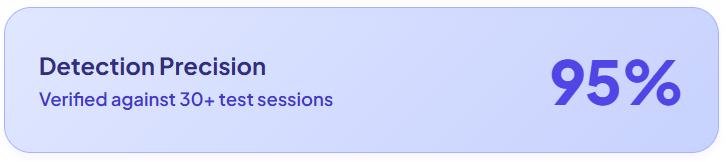 Detection Precision
Verified against 30+ test sessions
95%